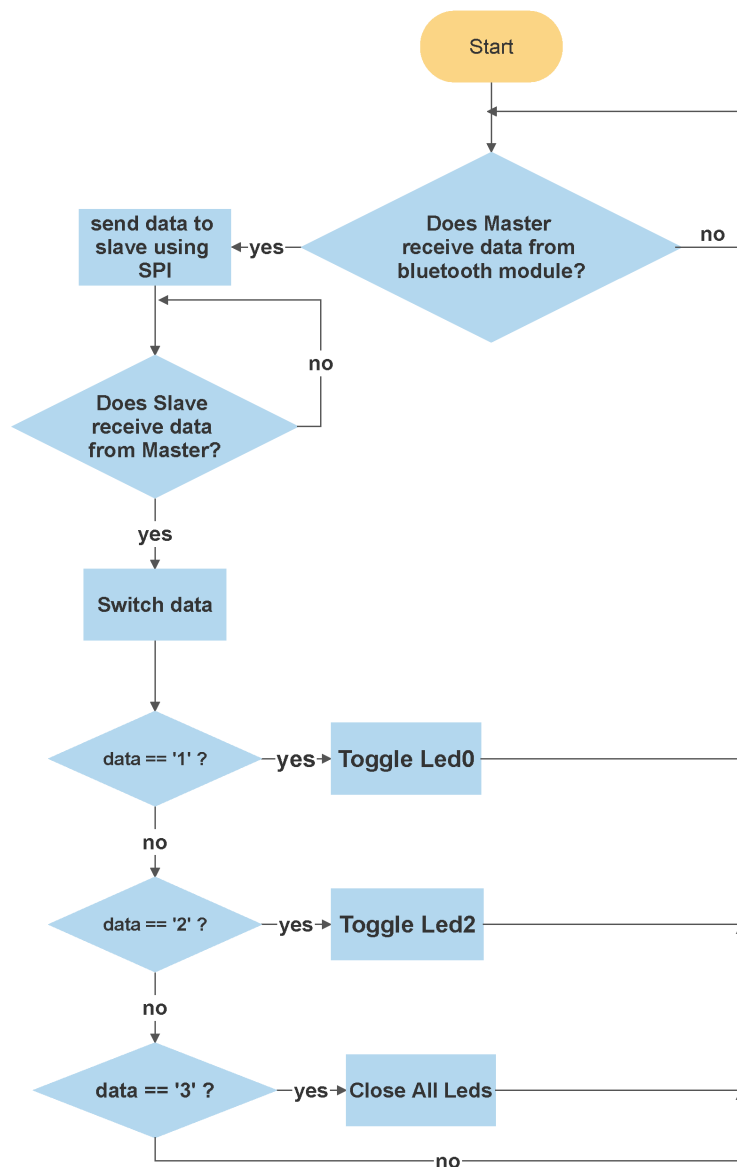 Start
Does Master
receive data from
bluetooth module?
no
yes
send data to
slave using
SPI
no
Does Slave
receive data
from Master?
yes
Switch data
data == '1' ?
yes
Toggle Led0
no
data == '2' ?
yes
Toggle Led2
no
data == '3' ?
yes
Close All Leds
no